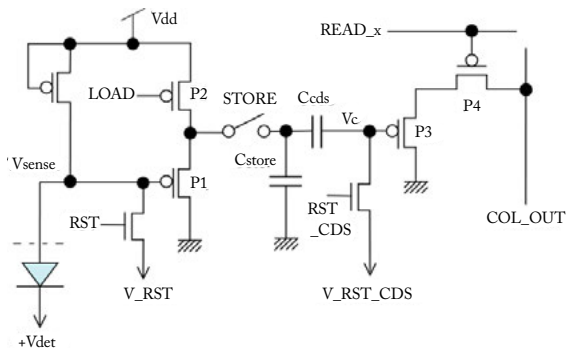 Vdd
READ_x
LOAD
P2
STORE
Ccds
Vc
P3
P4
' Vsense
P1
Cstore
RST
RST
_CDS
COL_OUT
V_RST
V_RST_CDS
+Vdet